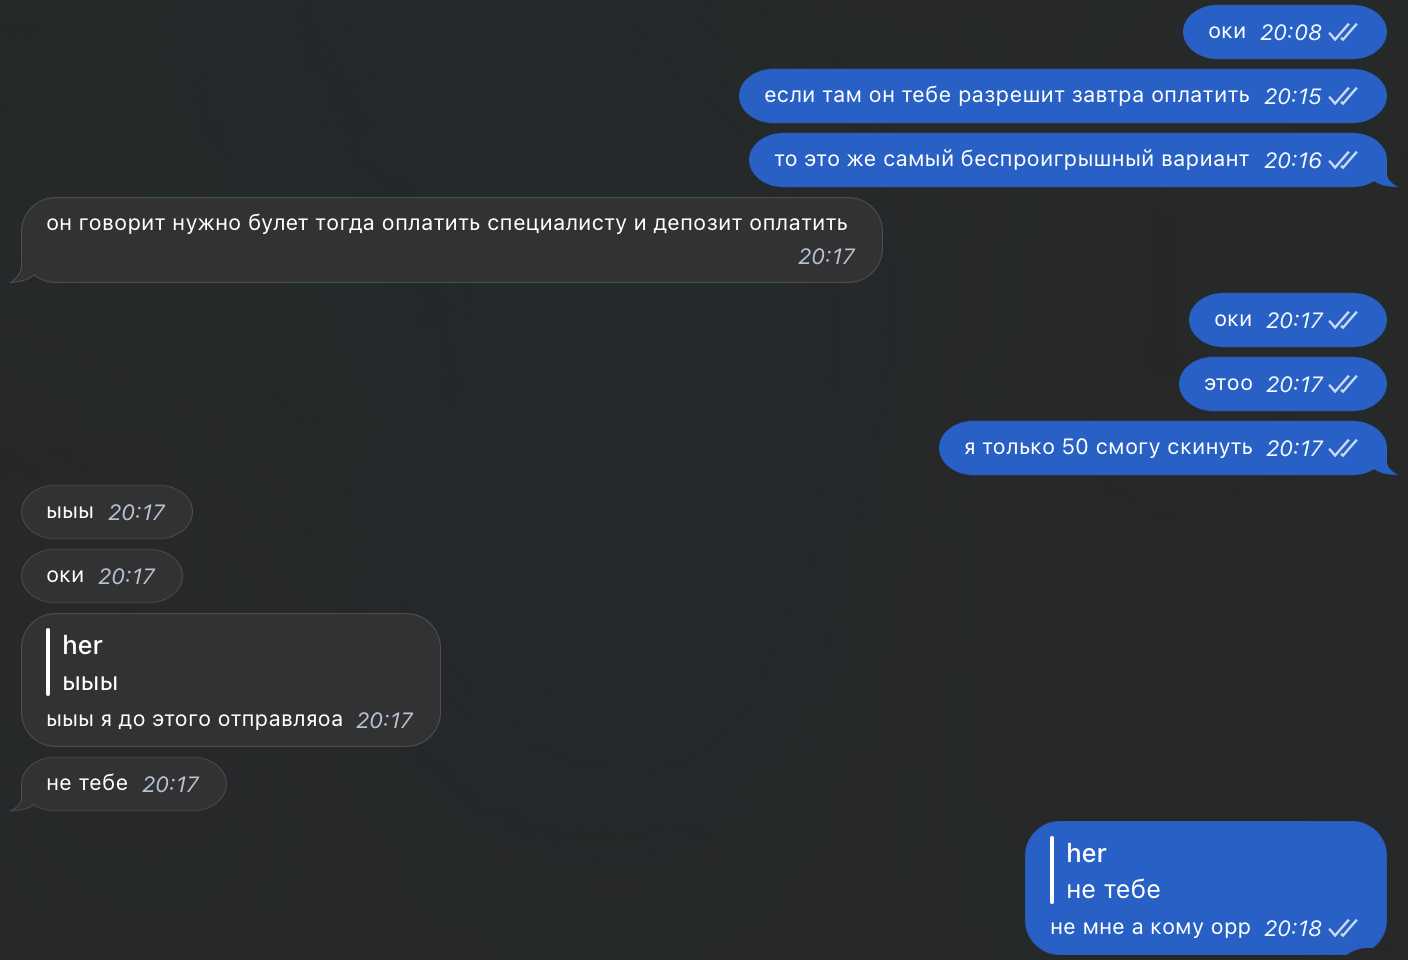 оки 20:08
если там он тебе разрешит завтра оплатить 20:15
то это же самый беспроигрышный вариант 20:16
он говорит нужно булет тогда оплатить специалисту и депозит оплатить
20:17
оки 20:17
этоо 20:17
я только 50 смогу скинуть 20:17
ыыы 20:17
оки 20:17
her
ыыы
ыыы я до этого отправляоа 20:17
не тебе 20:17
her
не тебе
не мне а кому орр 20:18